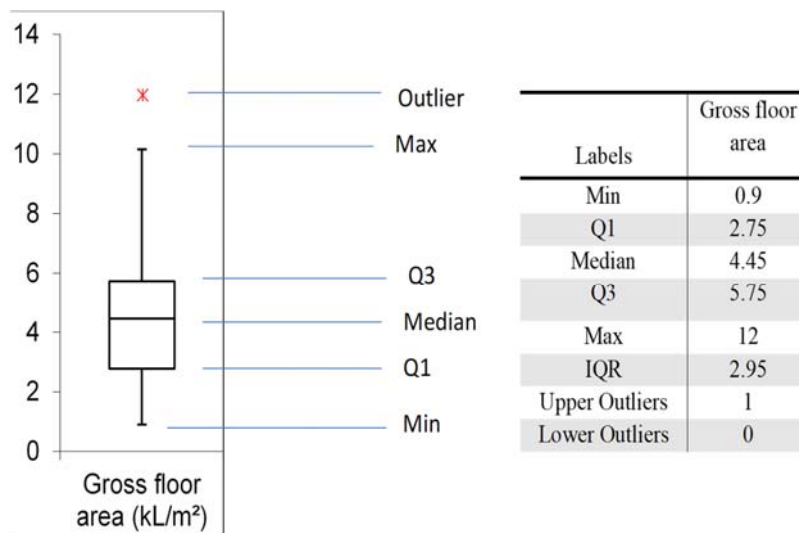 14
12
10
8
6
4
2
0
Gross floor
area (kL/m²)
Outlier
Max
Q3
Median
Q1
Min
Labels
Gross floor
area
Min 0.9
Q1 2.75
Median 4.45
Q3 5.75
Max 12
IQR 2.95
Upper Outliers 1
Lower Outliers 0